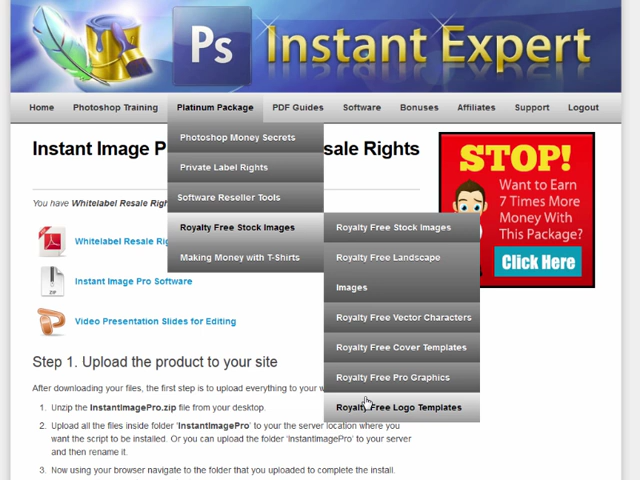 Ps Instant Expert
Home Photoshop Training Platinum Package PDF Guides Software Bonuses Affiliates Support Logout
Photoshop Money Secrets
Private Label Rights
Software Reseller Tools
Royalty Free Stock Images
Making Money with T-Shirts
Royalty Free Stock Images
Royalty Free Landscape
Images
Royalty Free Vector Characters
Royalty Free Cover Templates
Royalty Free Pro Graphics
Royalty Free Logo Templates
Instant Image P sale Rights
STOP!
Want to Earn
7 Times More
Money With
This Package?
Click Here
You have Whitelabel Resale Righ
Whitelabel Resale Rig
Instant Image Pro Software
ZIP
Video Presentation Slides for Editing
Step 1. Upload the product to your site
After downloading your files, the first step is to upload everything to your w
1. Unzip the InstantImagePro.zip file from your desktop.
2. Upload all the files inside folder 'InstantImagePro' to your the server location where you
want the script to be installed. Or you can upload the folder 'InstantImagePro' to your server
and then rename it.
3. Now using your browser navigate to the folder that you uploaded to complete the install.